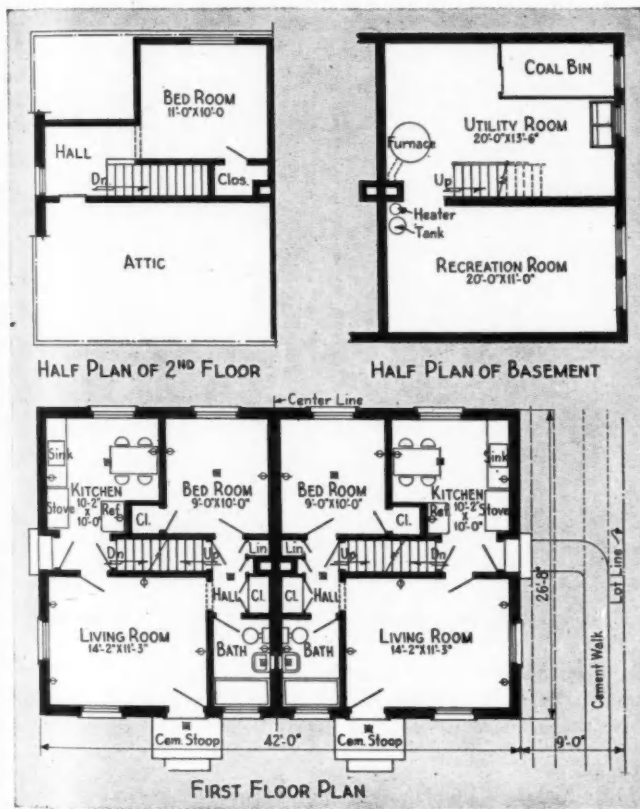 BED ROOM
11'-0"X10'-0
HALL
Dn
Clos.
ATTIC
HALF PLAN OF 2ND FLOOR
COAL BIN
UTILITY ROOM
20'-0"X13'-6"
Furnace
Up
Heater
Tank
RECREATION ROOM
20'-0"X11'-0"
HALF PLAN OF BASEMENT
Center Line
Sink
KITCHEN
10'-2"
X
10'-0"
Stove
Ref.
BED ROOM
9'-0"X10'-0"
Cl.
Dn
Up
Lin
HALL
Cl.
LIVING ROOM
14'-2"X11'-3"
BATH
Cem. Stoop
BED ROOM
9'-0"X10'-0"
Cl.
Sink
KITCHEN
10'-2"
X
10'-0"
Ref.
Stove
Lin
Up
Dn
Cl.
HALL
BATH
LIVING ROOM
14'-2"X11'-3"
Cem. Stoop
26'-8"
Lot Line
Cement Walk
42'-0"
9'-0"
FIRST FLOOR PLAN